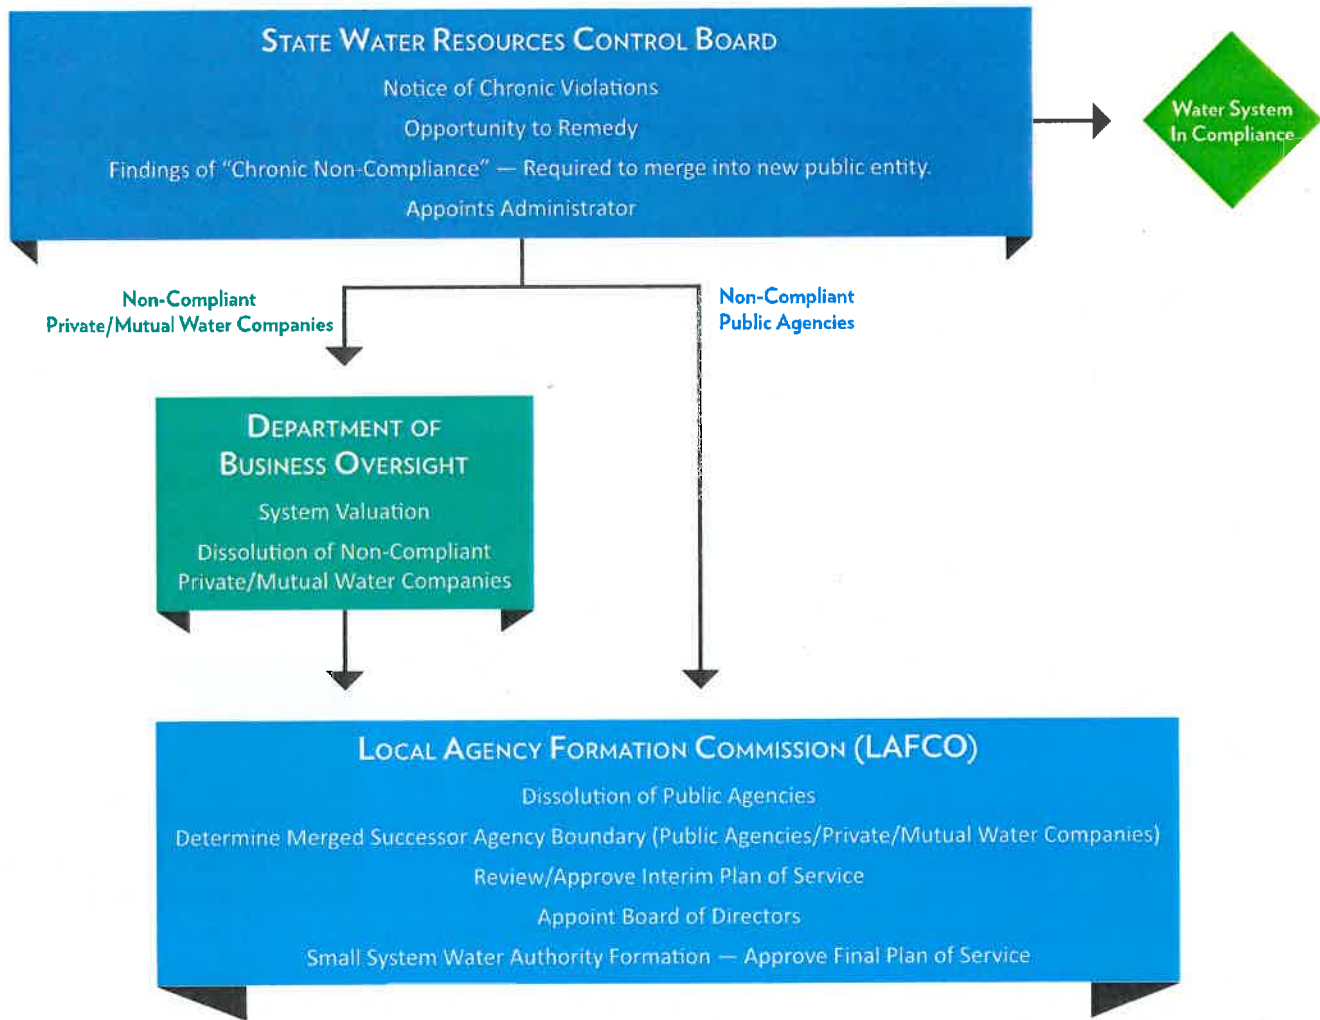 STATE WATER RESOURCES CONTROL BOARD
Notice of Chronic Violations
Opportunity to Remedy
Findings of “Chronic Non-Compliance” — Required to merge into new public entity.
Appoints Administrator
Water System
In Compliance
Non-Compliant
Private/Mutual Water Companies
Non-Compliant
Public Agencies
DEPARTMENT OF
BUSINESS OVERSIGHT
System Valuation
Dissolution of Non-Compliant
Private/Mutual Water Companies
LOCAL AGENCY FORMATION COMMISSION (LAFCO)
Dissolution of Public Agencies
Determine Merged Successor Agency Boundary (Public Agencies/Private/Mutual Water Companies)
Review/Approve Interim Plan of Service
Appoint Board of Directors
Small System Water Authority Formation — Approve Final Plan of Service